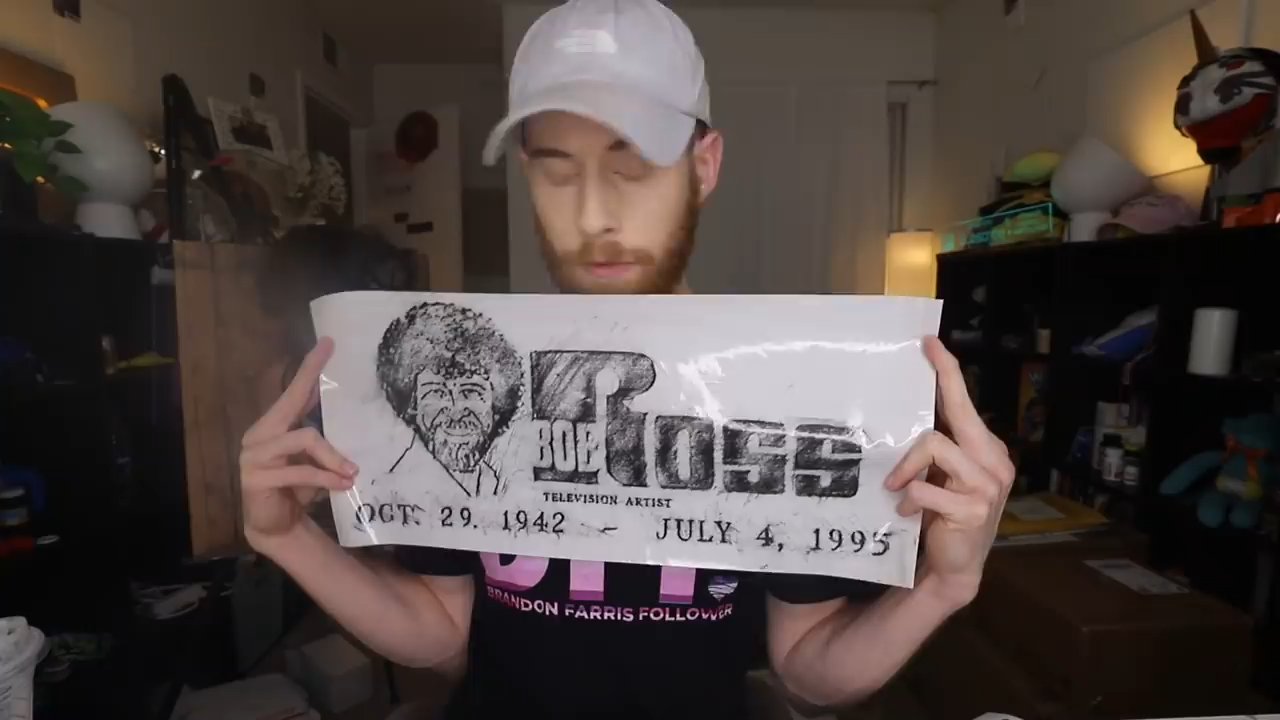 BOB ROSS
TELEVISION ARTIST
OCT. 29. 1942 - JULY 4, 1995
BRANDON FARRIS FOLLOWER